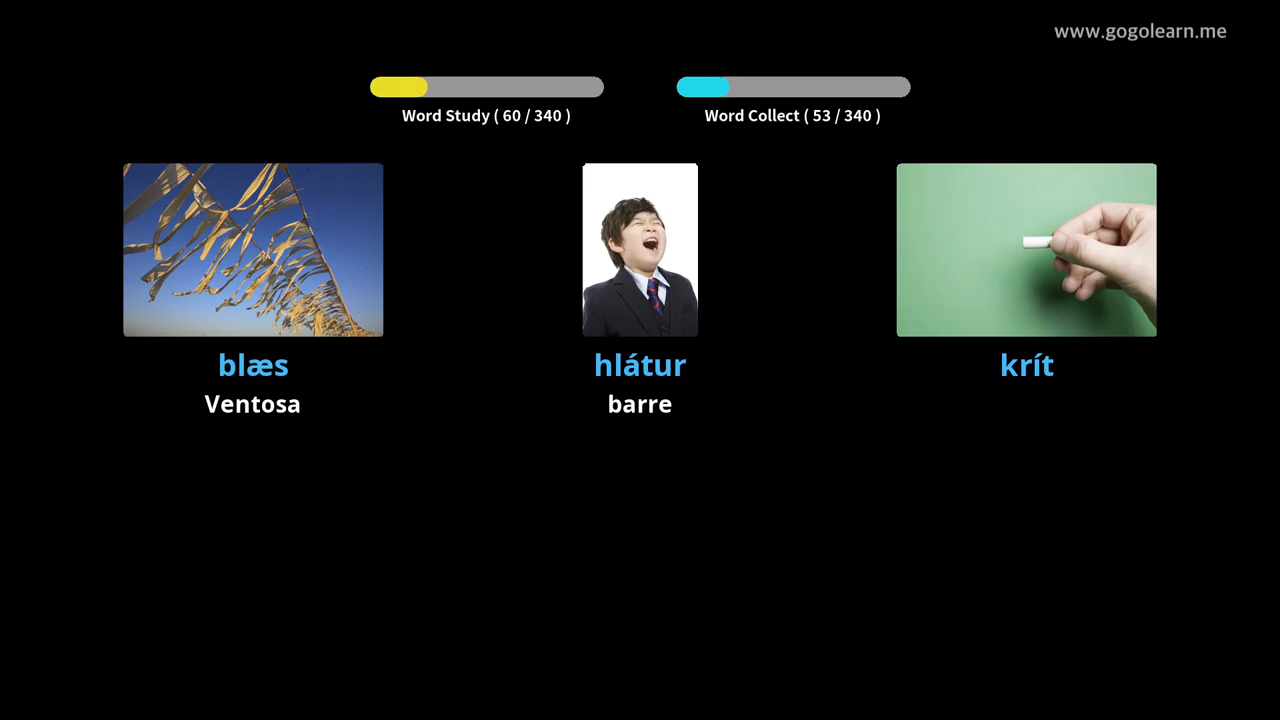 www.gogolearn.me
Word Study ( 60 / 340 )
Word Collect ( 53 / 340 )
blæs
hlátur
krít
Ventosa
barre